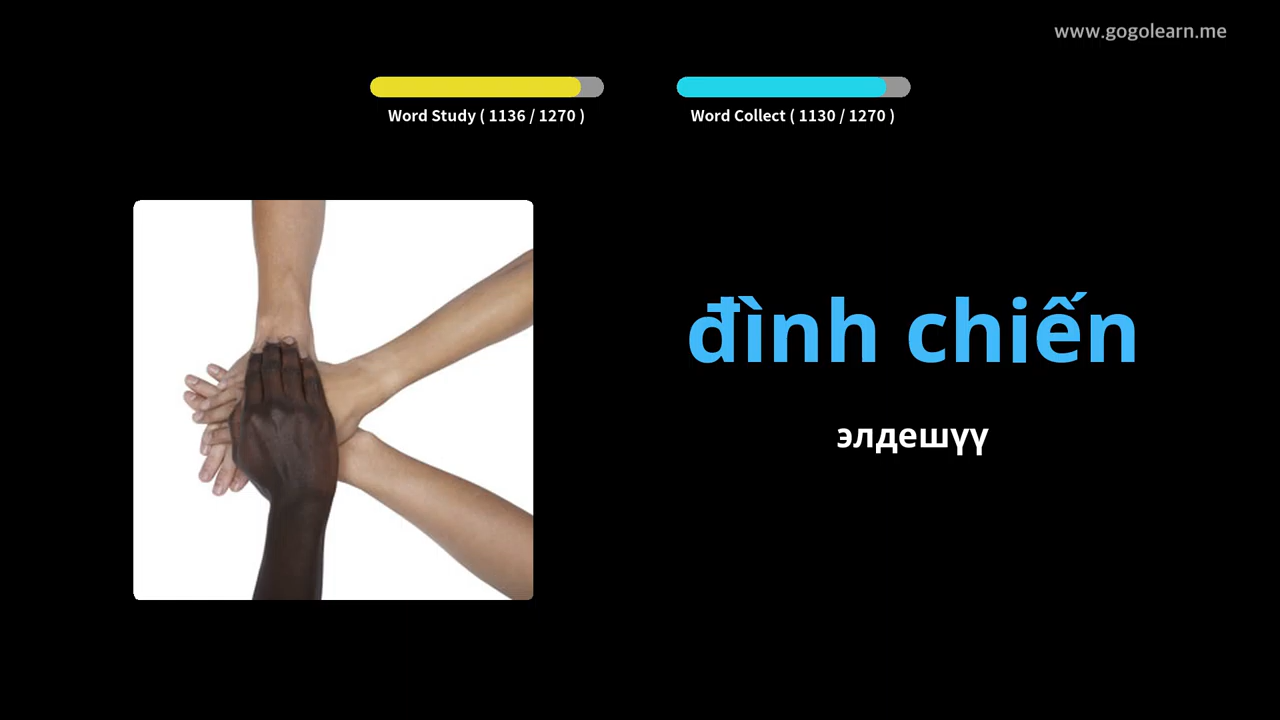 www.gogolearn.me
Word Study ( 1136 / 1270 )
Word Collect ( 1130 / 1270 )
đình chiến
элдешүү